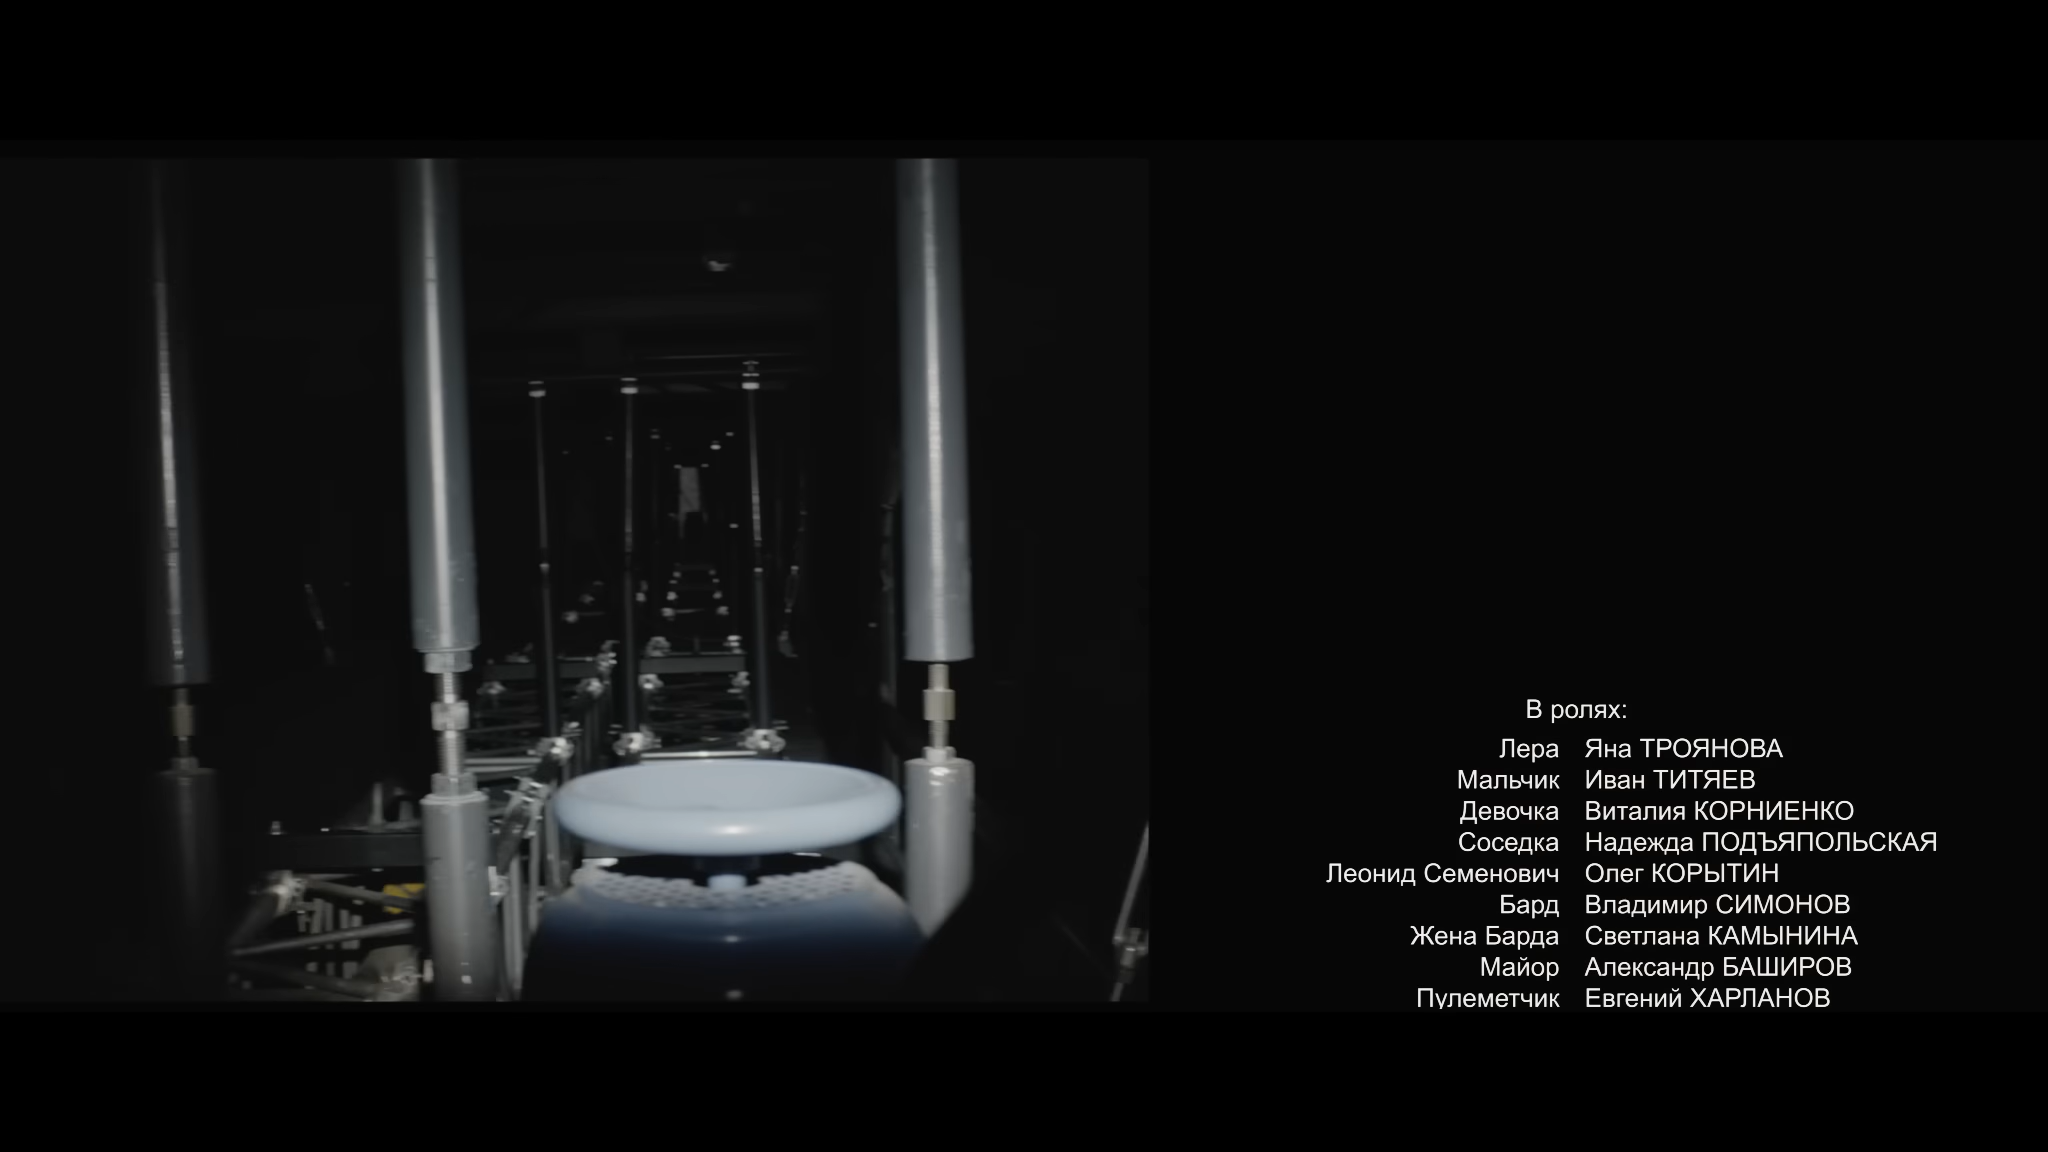 В ролях:
Лера Яна ТРОЯНОВА
Мальчик Иван ТИТЯЕВ
Девочка Виталия КОРНИЕНКО
Соседка Надежда ПОДЪЯПОЛЬСКАЯ
Леонид Семенович Олег КОРЫТИН
Бард Владимир СИМОНОВ
Жена Барда Светлана КАМЫНИНА
Майор Александр БАШИРОВ
Пулеметчик Евгений ХАРЛАНОВ